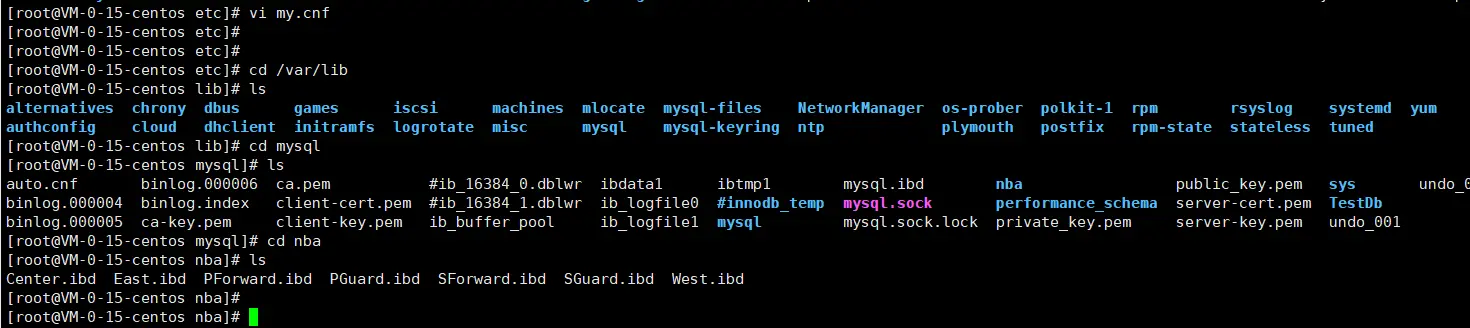 [root@VM-0-15-centos etc]# vi my.cnf
[root@VM-0-15-centos etc]#
[root@VM-0-15-centos etc]#
[root@VM-0-15-centos etc]# cd /var/lib
[root@VM-0-15-centos lib]# ls
alternatives chrony dbus games iscsi machines mlocate mysql-files NetworkManager os-prober polkit-1 rpm rsyslog systemd yum
authconfig cloud dhclient initramfs logrotate misc mysql mysql-keyring ntp plymouth postfix rpm-state stateless tuned
[root@VM-0-15-centos lib]# cd mysql
[root@VM-0-15-centos mysql]# ls
auto.cnf binlog.000006 ca.pem #ib_16384_0.dblwr ibdata1 ibtmp1 mysql.ibd nba public_key.pem sys undo_0
binlog.000004 binlog.index client-cert.pem #ib_16384_1.dblwr ib_logfile0 #innodb_temp mysql.sock performance_schema server-cert.pem TestDb
binlog.000005 ca-key.pem client-key.pem ib_buffer_pool ib_logfile1 mysql mysql.sock.lock private_key.pem server-key.pem undo_001
[root@VM-0-15-centos mysql]# cd nba
[root@VM-0-15-centos nba]# ls
Center.ibd East.ibd PForward.ibd PGuard.ibd SForward.ibd SGuard.ibd West.ibd
[root@VM-0-15-centos nba]#
[root@VM-0-15-centos nba]#